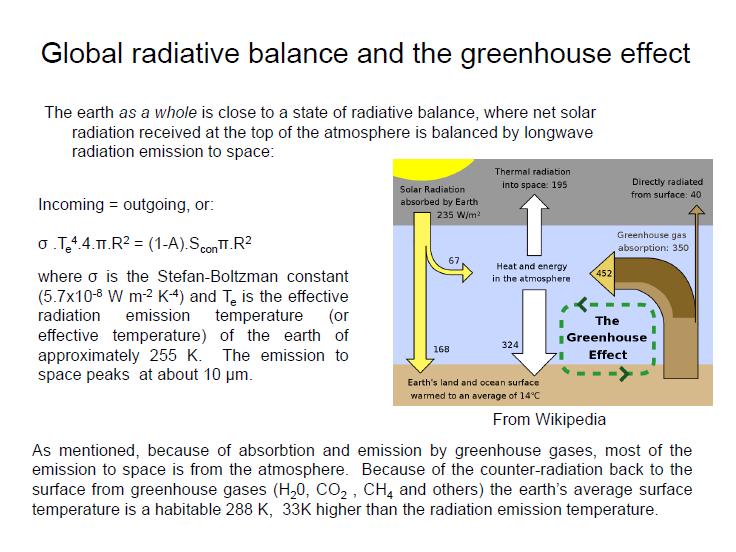 Global radiative balance and the greenhouse effect
The earth as a whole is close to a state of radiative balance, where net solar
radiation received at the top of the atmosphere is balanced by longwave
radiation emission to space:
Incoming = outgoing, or:
σ .Tₑ⁴.4.π.R² = (1-A).S_conπ.R²
where σ is the Stefan-Boltzman constant
(5.7x10⁻⁸ W m⁻² K⁻⁴) and Tₑ is the effective
radiation emission temperature (or
effective temperature) of the earth of
approximately 255 K. The emission to
space peaks at about 10 µm.
Solar Radiation
absorbed by Earth
235 W/m²
Thermal radiation
into space: 195
Directly radiated
from surface: 40
Greenhouse gas
absorption: 350
67
Heat and energy
in the atmosphere
452
The
Greenhouse
Effect
168
324
Earth's land and ocean surface
warmed to an average of 14°C
From Wikipedia
As mentioned, because of absorbtion and emission by greenhouse gases, most of the
emission to space is from the atmosphere. Because of the counter-radiation back to the
surface from greenhouse gases (H₂0, CO₂ , CH₄ and others) the earth's average surface
temperature is a habitable 288 K, 33K higher than the radiation emission temperature.